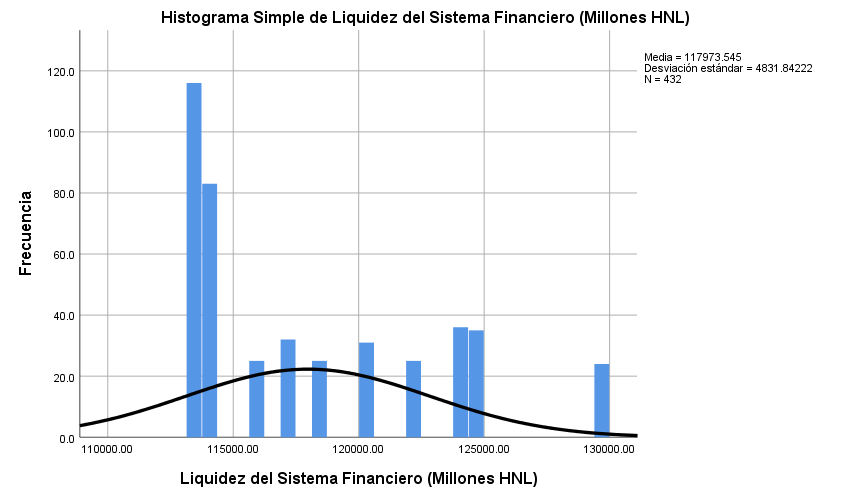 Histograma Simple de Liquidez del Sistema Financiero (Millones HNL)
Media = 117973.545
Desviación estándar = 4831.84222
N = 432
120.0
100.0
80.0
60.0
40.0
20.0
0.0
Frecuencia
110000.00
115000.00
120000.00
125000.00
130000.00
Liquidez del Sistema Financiero (Millones HNL)